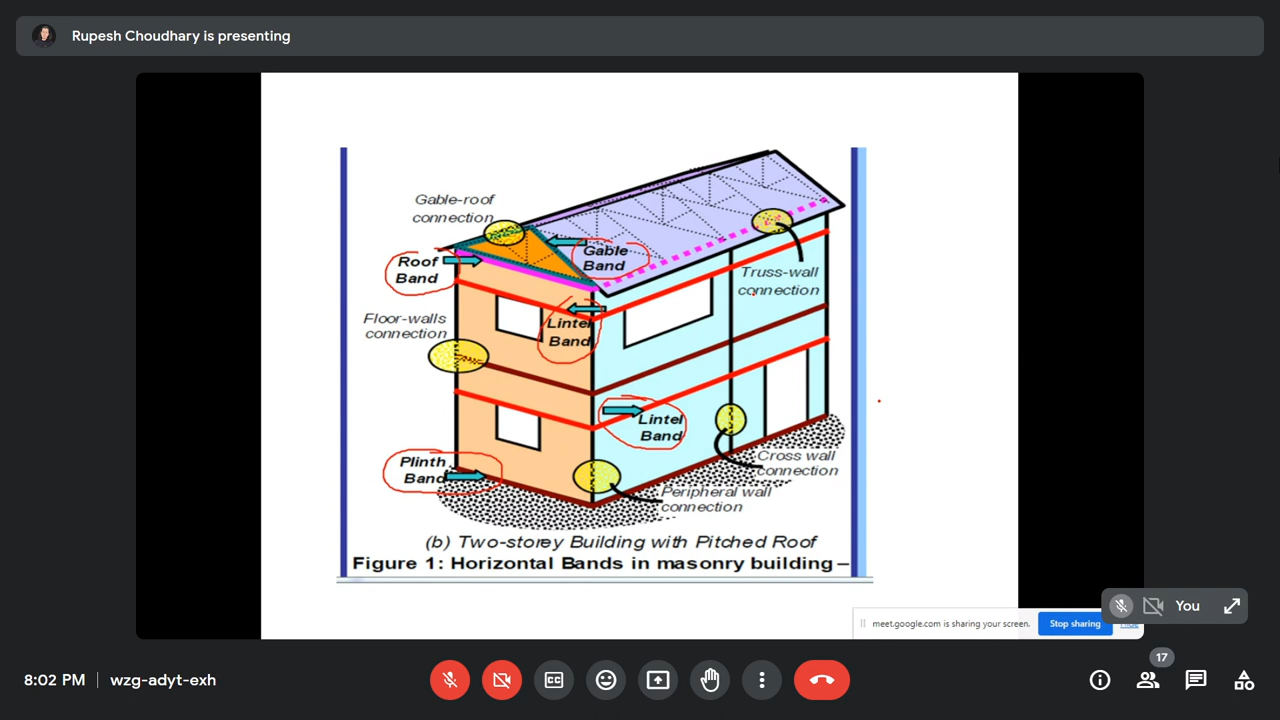 Rupesh Choudhary is presenting
Gable-roof
connection
Roof
Band
Gable
Band
Floor-walls
connection
Lintel
Band
Truss-wall
connection
Lintel
Band
Plinth
Band
Cross wall
connection
Peripheral wall
connection
(b) Two-storey Building with Pitched Roof
Figure 1: Horizontal Bands in masonry building –
You
meet.google.com is sharing your screen.
Stop sharing
Hide
17
8:02 PM
wzg-adyt-exh
CC